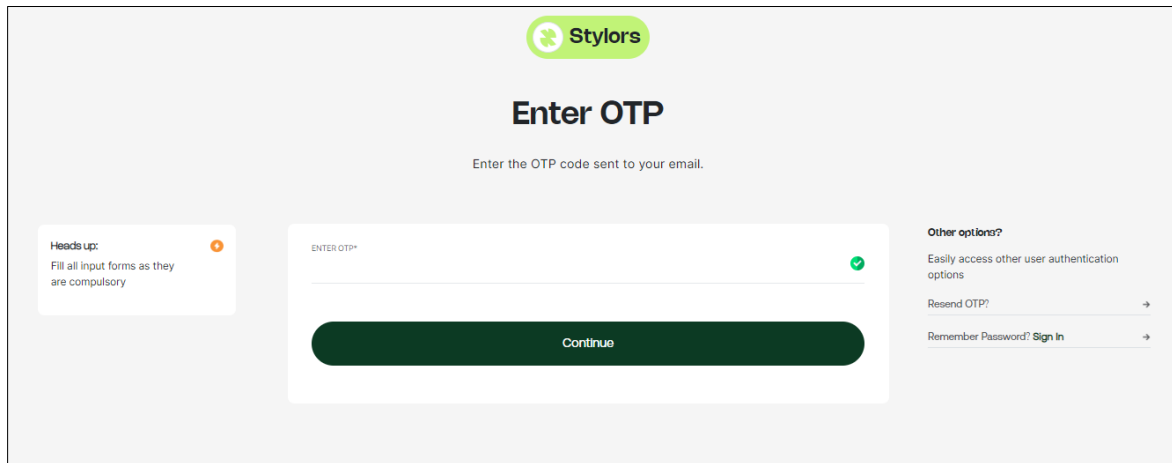 Stylors
Enter OTP
Enter the OTP code sent to your email.
Heads up:
Fill all input forms as they
are compulsory
ENTER OTP*
Continue
Other options?
Easily access other user authentication
options
Resend OTP?
Remember Password? Sign In